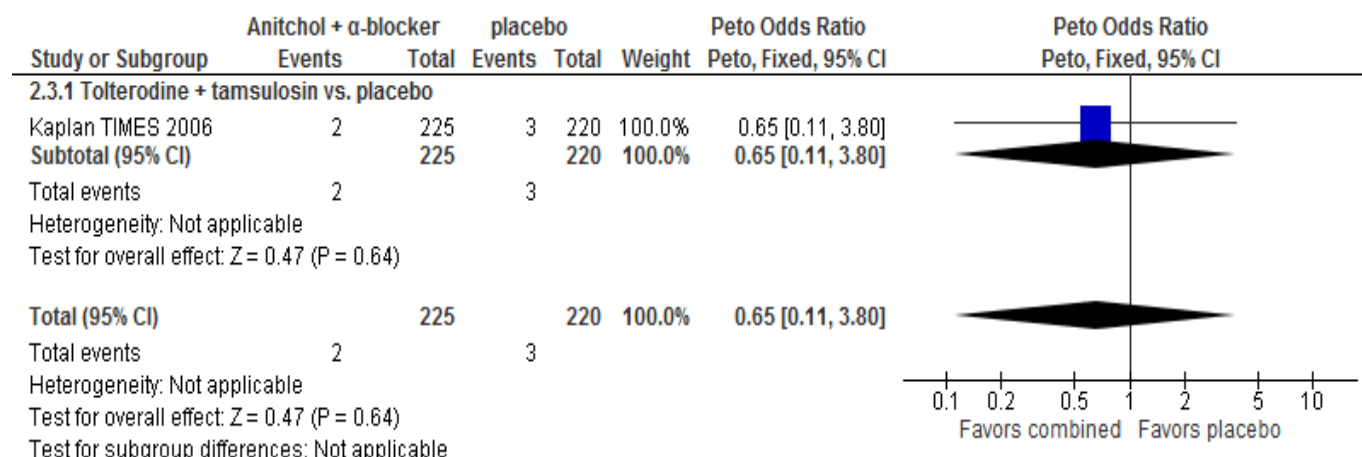 Anitchol + α-blocker placebo Peto Odds Ratio Peto Odds Ratio
Study or Subgroup Events Total Events Total Weight Peto, Fixed, 95% CI Peto, Fixed, 95% CI
2.3.1 Tolterodine + tamsulosin vs. placebo
Kaplan TIMES 2006 2 225 3 220 100.0% 0.65 [0.11, 3.80]
Subtotal (95% CI) 225 220 100.0% 0.65 [0.11, 3.80]
Total events 2 3
Heterogeneity: Not applicable
Test for overall effect: Z = 0.47 (P = 0.64)
Total (95% CI) 225 220 100.0% 0.65 [0.11, 3.80]
Total events 2 3
Heterogeneity: Not applicable
Test for overall effect: Z = 0.47 (P = 0.64)
Test for subgroup differences: Not applicable
0.1 0.2 0.5 1 2 5 10
Favors combined Favors placebo